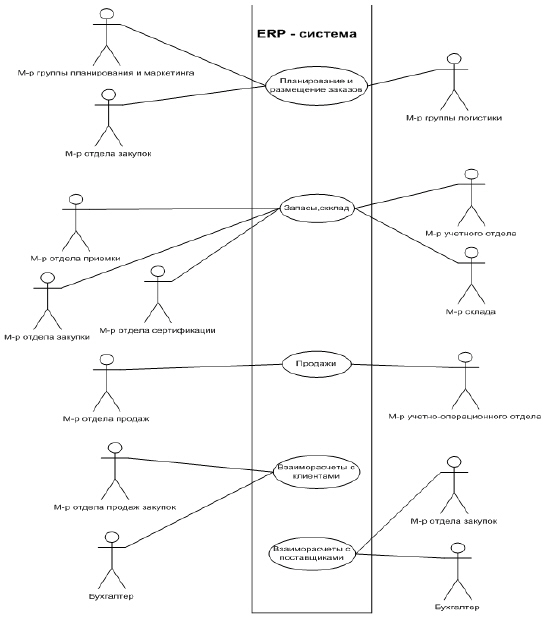 ERP - система
М-р группы планирования и маркетинга
Планирование и
размещение заказов
М-р группы логистики
М-р отдела закупок
Запасы,склад
М-р учетного отдела
М-р отдела приемки
М-р отдела закупки
М-р отдела сертификации
М-р склада
Продажи
М-р отдела продаж
М-р учетно-операционного отдела
Взаиморасчеты с
клиентами
М-р отдела продаж закупок
М-р отдела закупок
Взаиморасчеты с
поставщиками
Бухгалтер
Бухгалтер